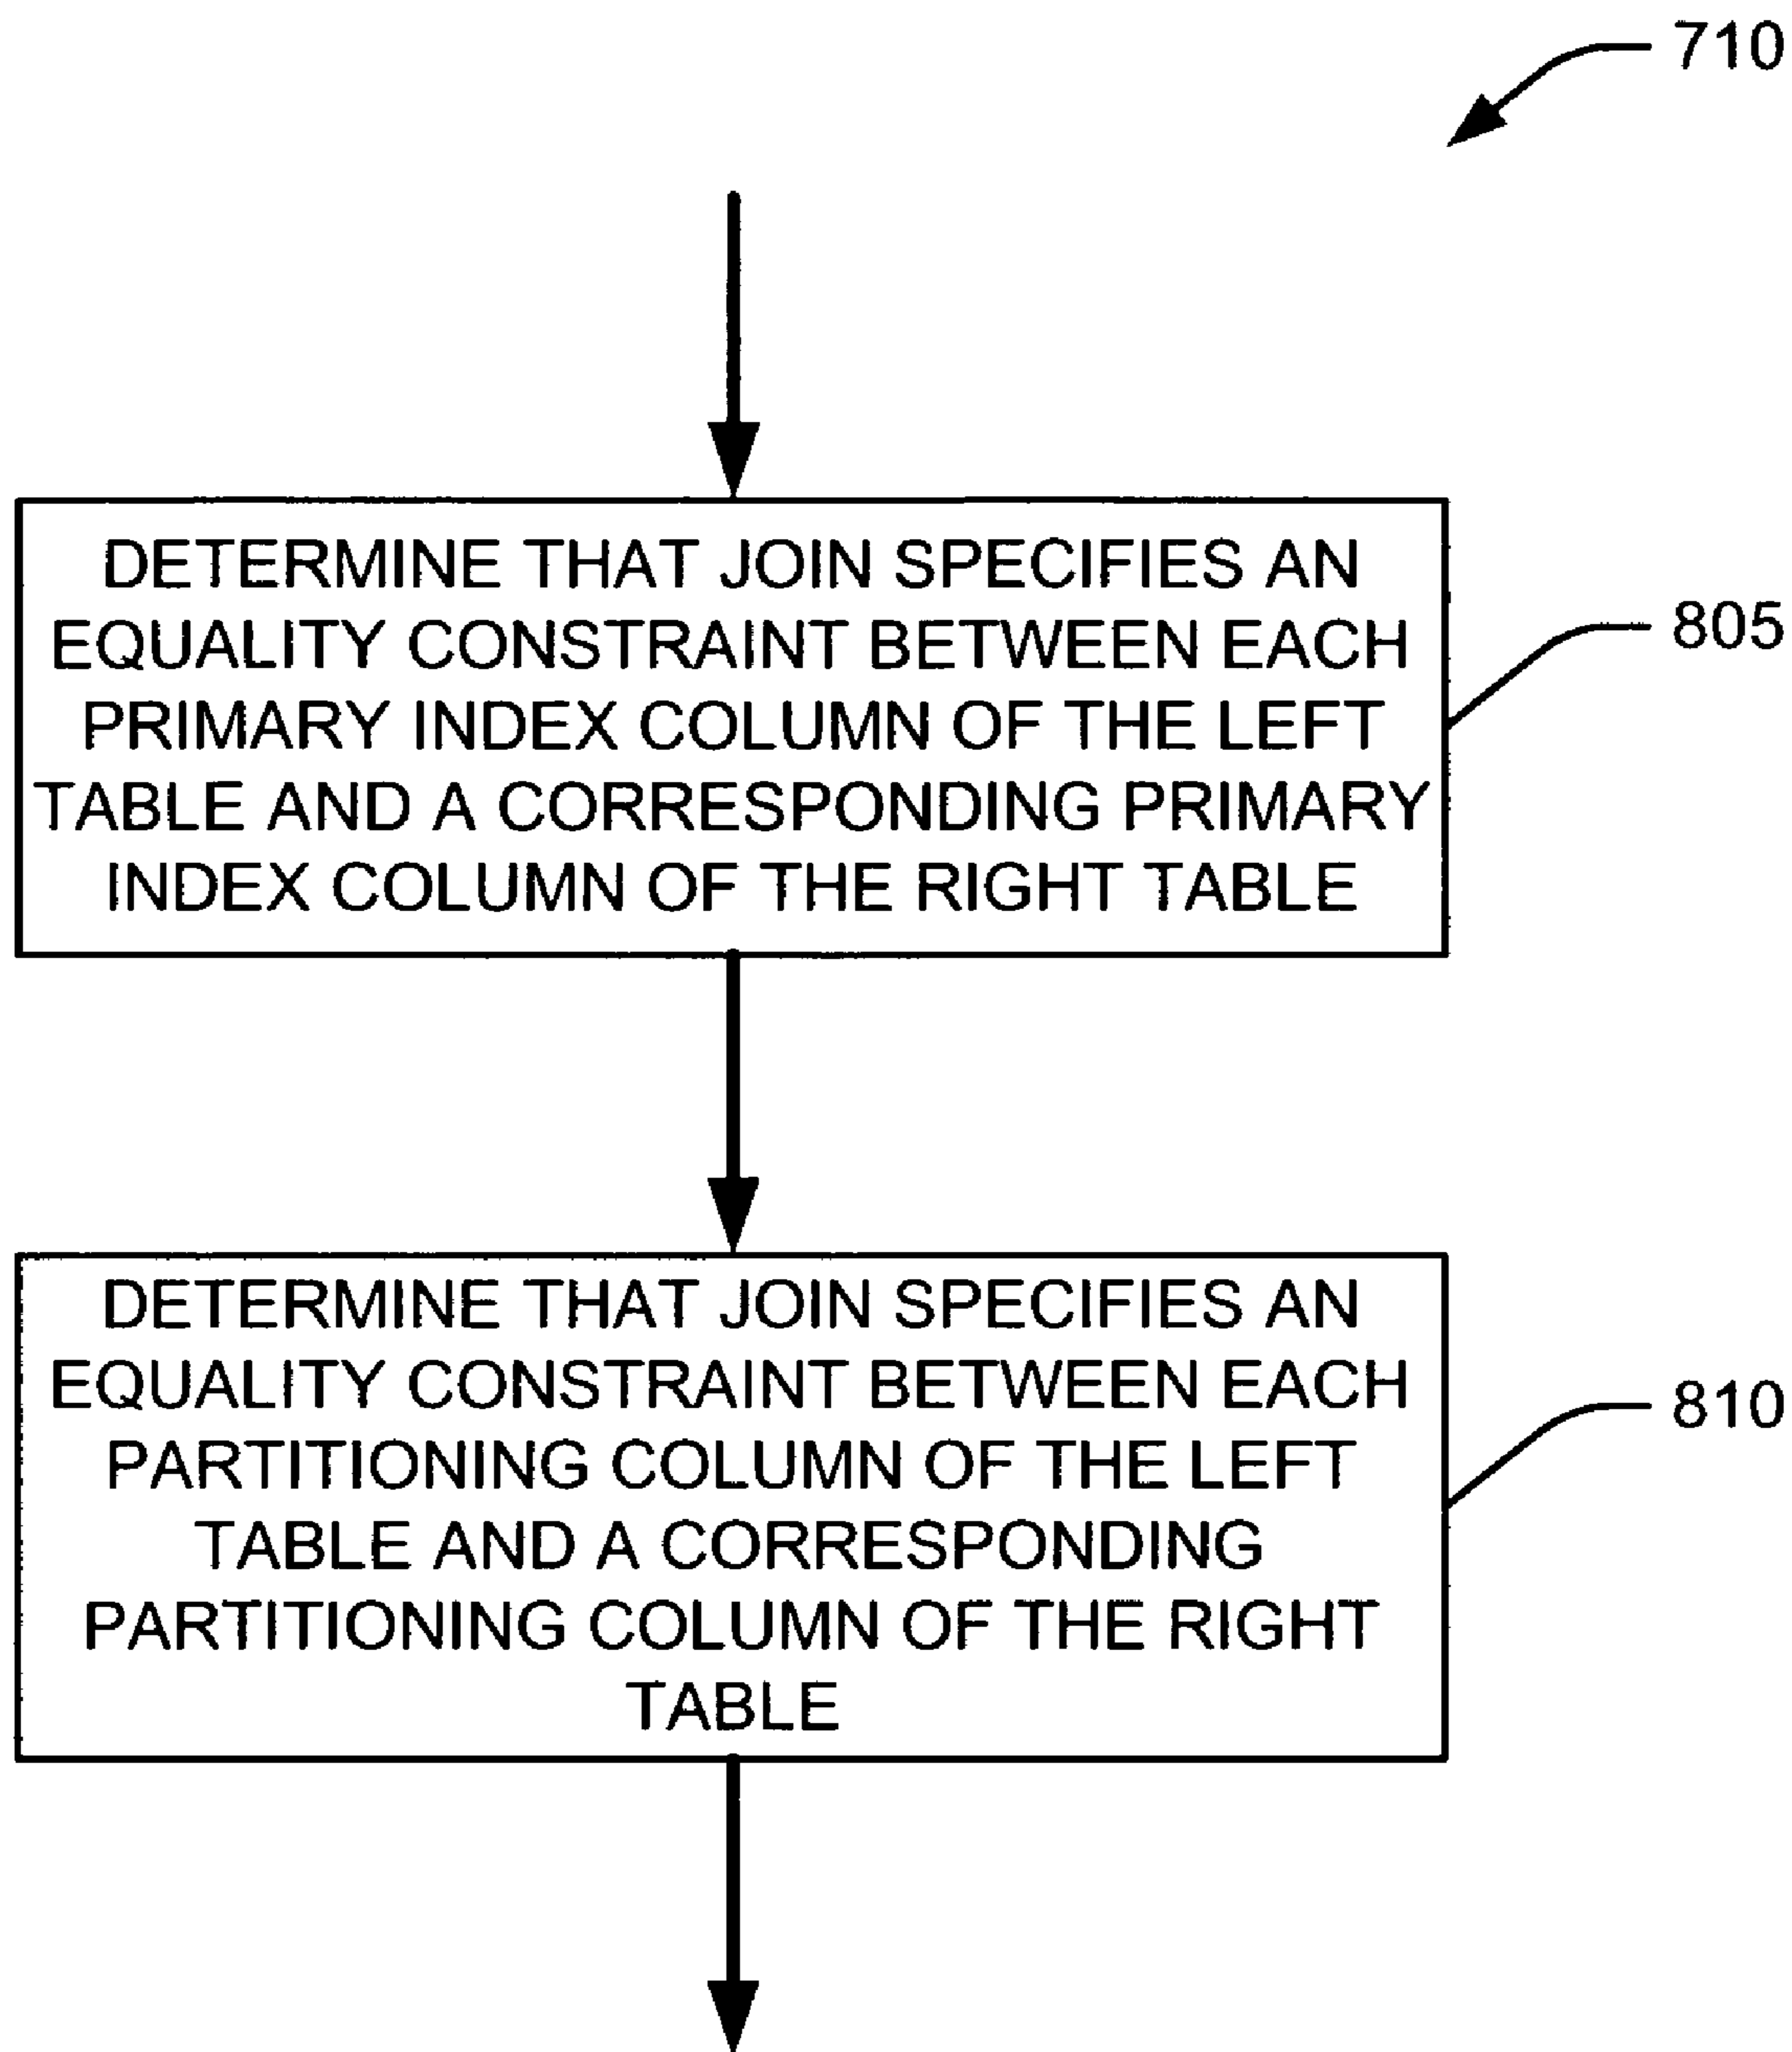 710
DETERMINE THAT JOIN SPECIFIES AN
EQUALITY CONSTRAINT BETWEEN EACH
PRIMARY INDEX COLUMN OF THE LEFT
TABLE AND A CORRESPONDING PRIMARY
INDEX COLUMN OF THE RIGHT TABLE
805
DETERMINE THAT JOIN SPECIFIES AN
EQUALITY CONSTRAINT BETWEEN EACH
PARTITIONING COLUMN OF THE LEFT
TABLE AND A CORRESPONDING
PARTITIONING COLUMN OF THE RIGHT
TABLE
810